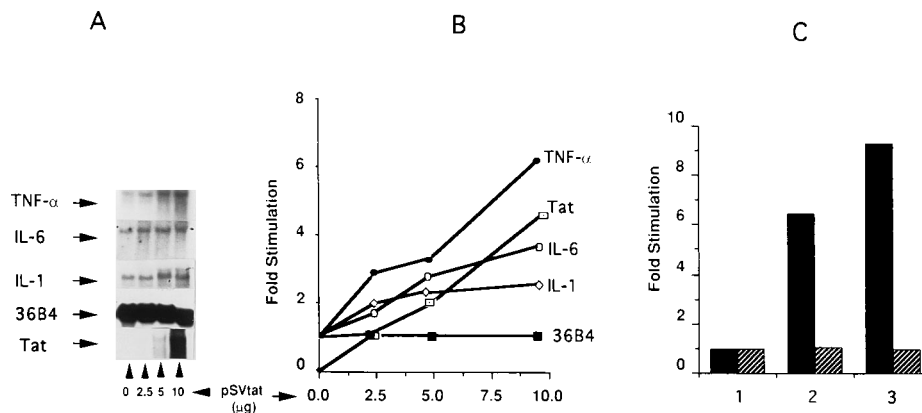 A
B
C
TNF-α
IL-6
IL-1
36B4
Tat
0 2.5 5 10
pSVtat
(μg)
Fold Stimulation
8
6
4
2
0
0.0 2.5 5.0 7.5 10.0
TNF-α
Tat
IL-6
IL-1
36B4
Fold Stimulation
10
8
6
4
2
0
1 2 3